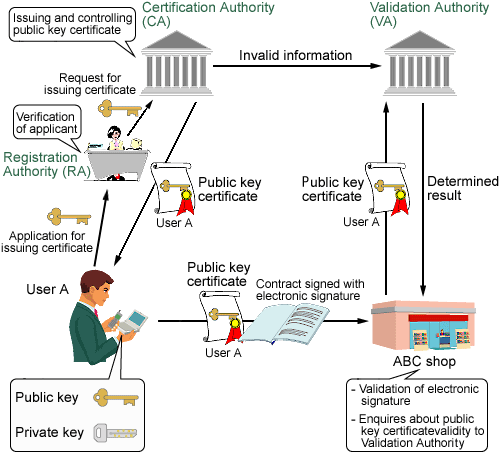 Issuing and controlling
public key certificate
Certification Authority
(CA)
Validation Authority
(VA)
Invalid information
Request for
issuing certificate
Verification
of applicant
Registration
Authority (RA)
Public key
certificate
User A
Public key
certificate
User A
Determined
result
Application for
issuing certificate
User A
Public key
certificate
User A
Contract signed with
electronic signature
ABC shop
Public key
Private key
- Validation of electronic
signature
- Enquires about public
key certificatevalidity to
Validation Authority